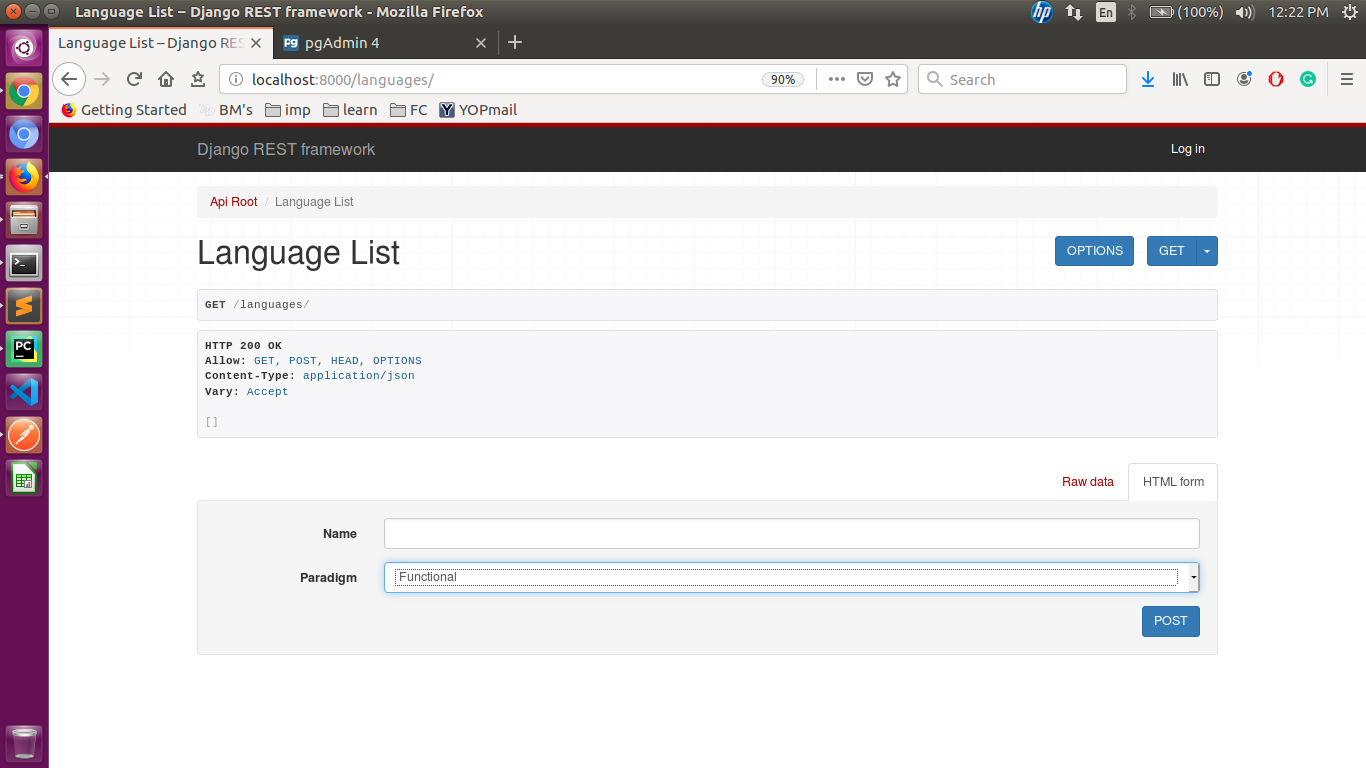 Language List – Django REST framework - Mozilla Firefox
hp
En
(100%)
12:22 PM
Language List – Django RES
Pg pgAdmin 4
localhost:8000/languages/
90%
Search
Getting Started
BM's
imp
learn
FC
Y YOPmail
Django REST framework
Log in
Api Root / Language List
Language List
OPTIONS
GET
GET /languages/
HTTP 200 OK
Allow: GET, POST, HEAD, OPTIONS
Content-Type: application/json
Vary: Accept
[]
Raw data
HTML form
Name
Paradigm
Functional
POST
PC